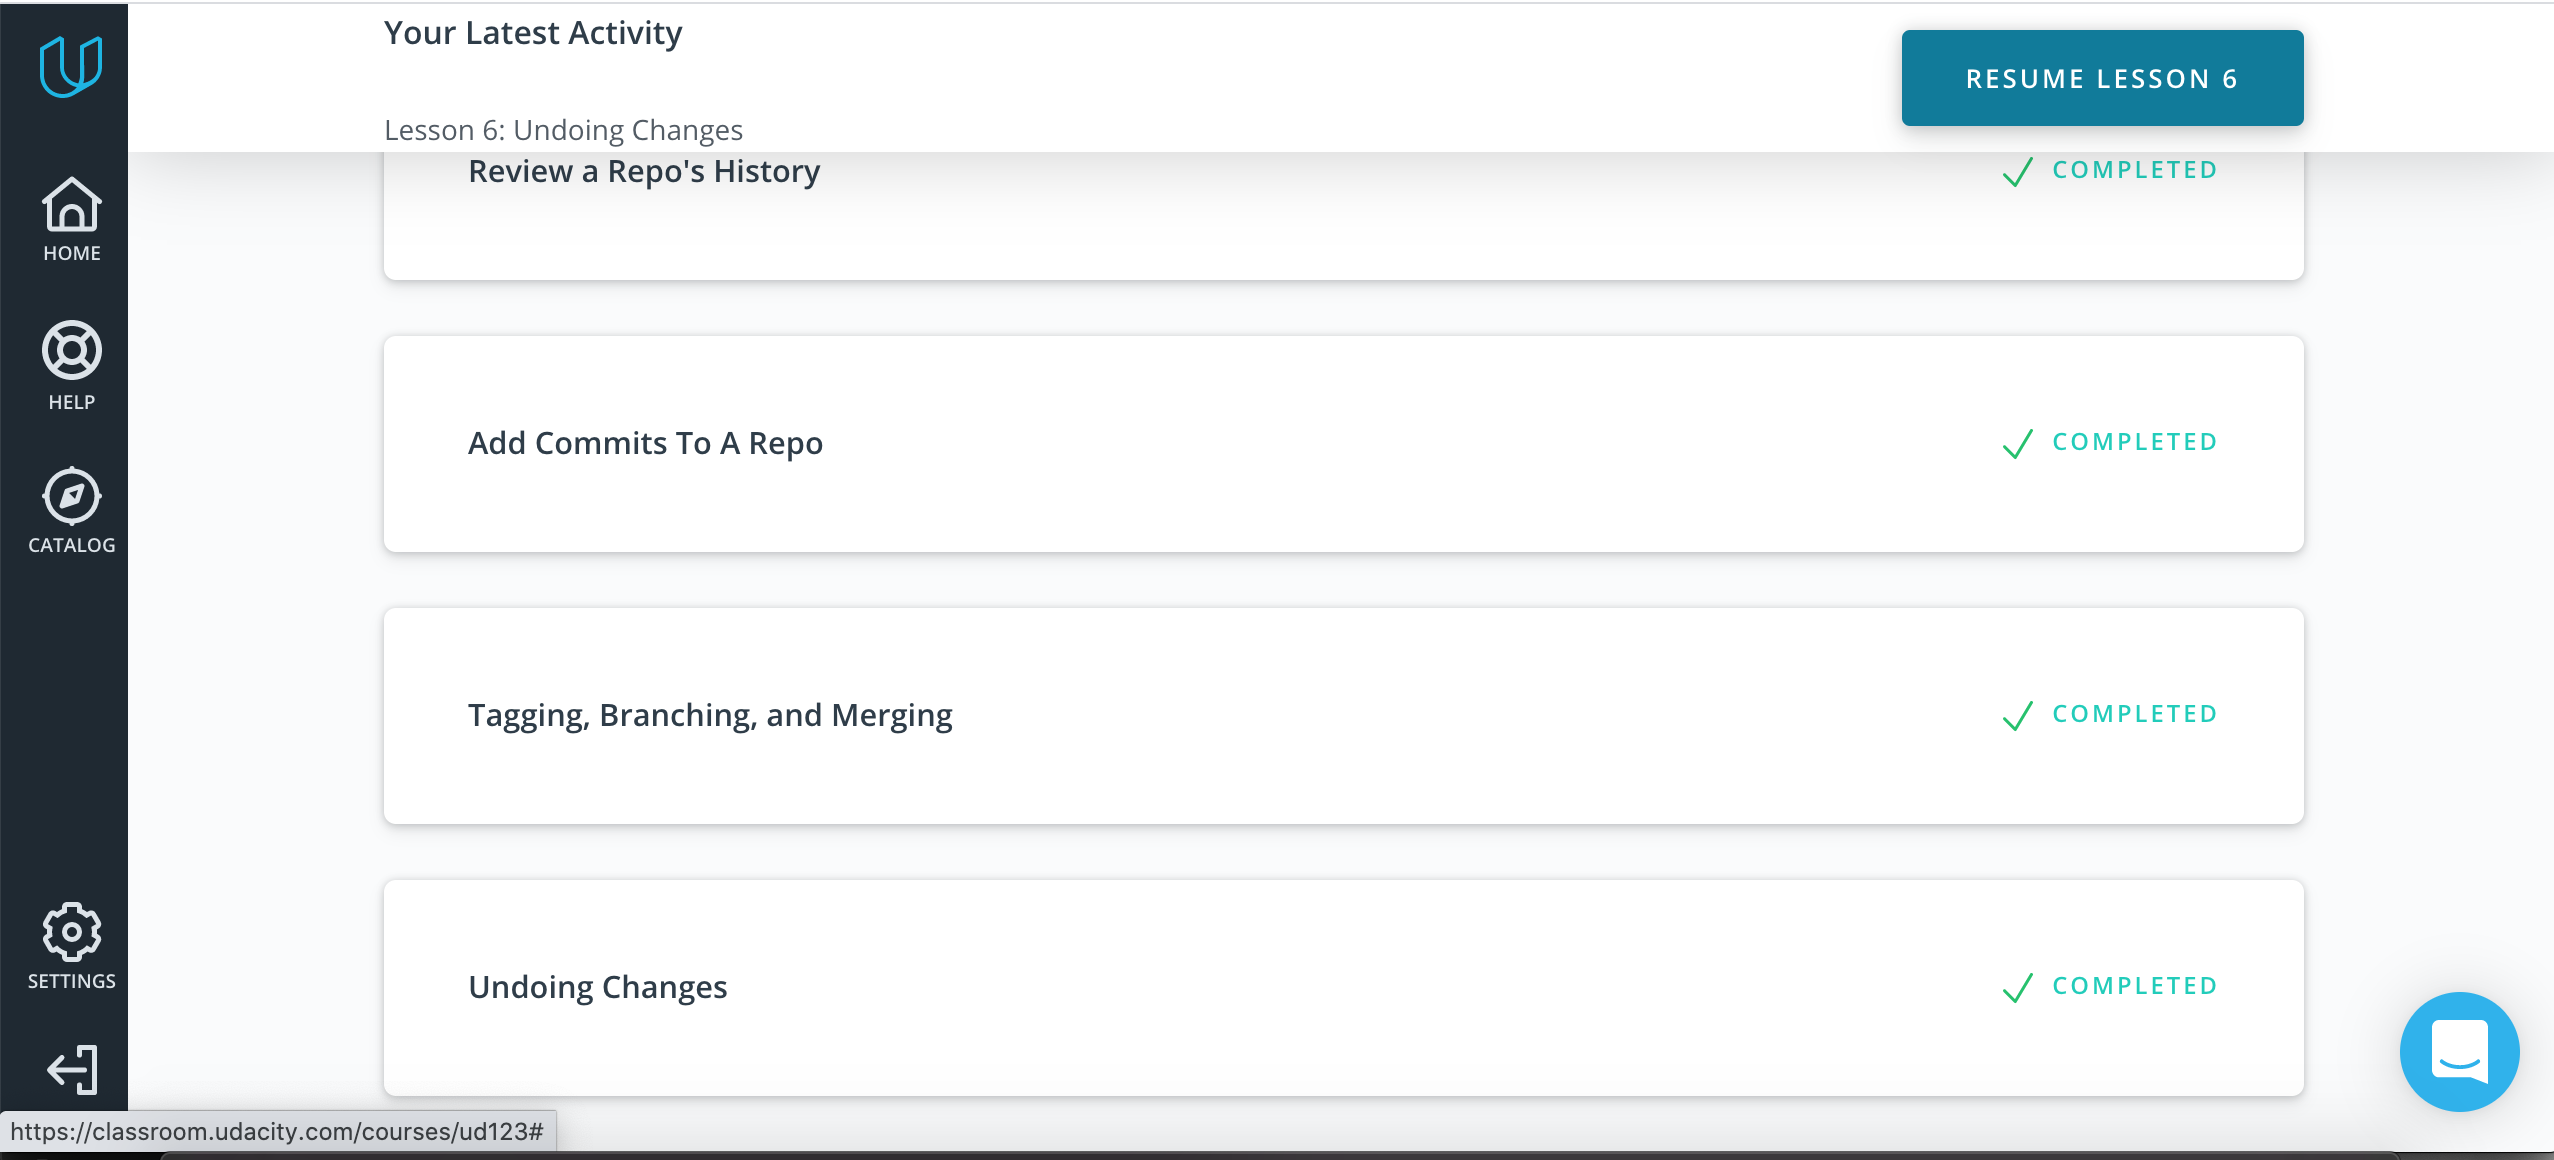 Your Latest Activity
RESUME LESSON 6
Lesson 6: Undoing Changes
Review a Repo's History
COMPLETED
HOME
HELP
Add Commits To A Repo
COMPLETED
CATALOG
Tagging, Branching, and Merging
COMPLETED
SETTINGS
Undoing Changes
COMPLETED
https://classroom.udacity.com/courses/ud123#